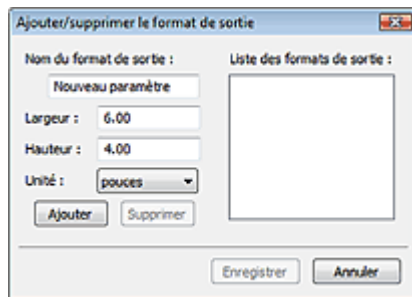 Ajouter/supprimer le format de sortie
Nom du format de sortie :
Nouveau paramètre
Largeur : 6.00
Hauteur : 4.00
Unité : pouces
Ajouter Supprimer
Liste des formats de sortie :
Enregistrer Annuler